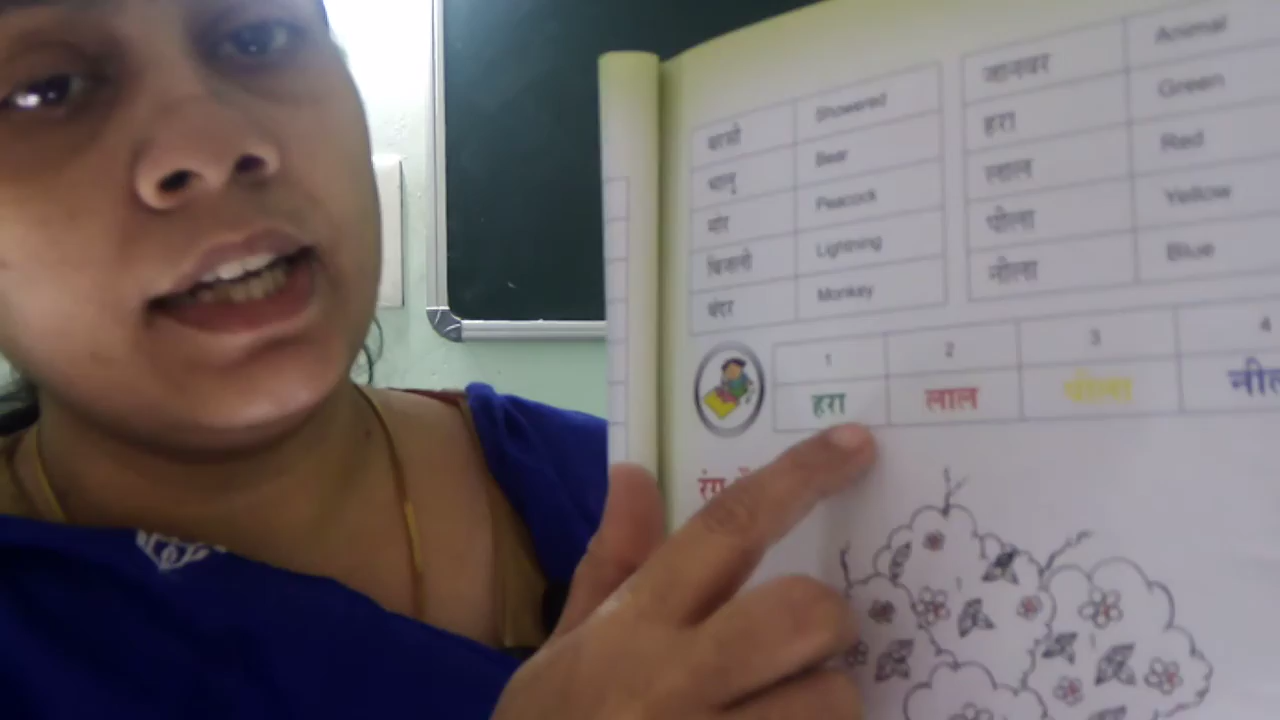 बरसो Showered
भालू Bear
मोर Peacock
बिजली Lightning
बंदर Monkey
जानवर Animal
हरा Green
लाल Red
पीला Yellow
नीला Blue
1 2 3 4
हरा लाल पीला